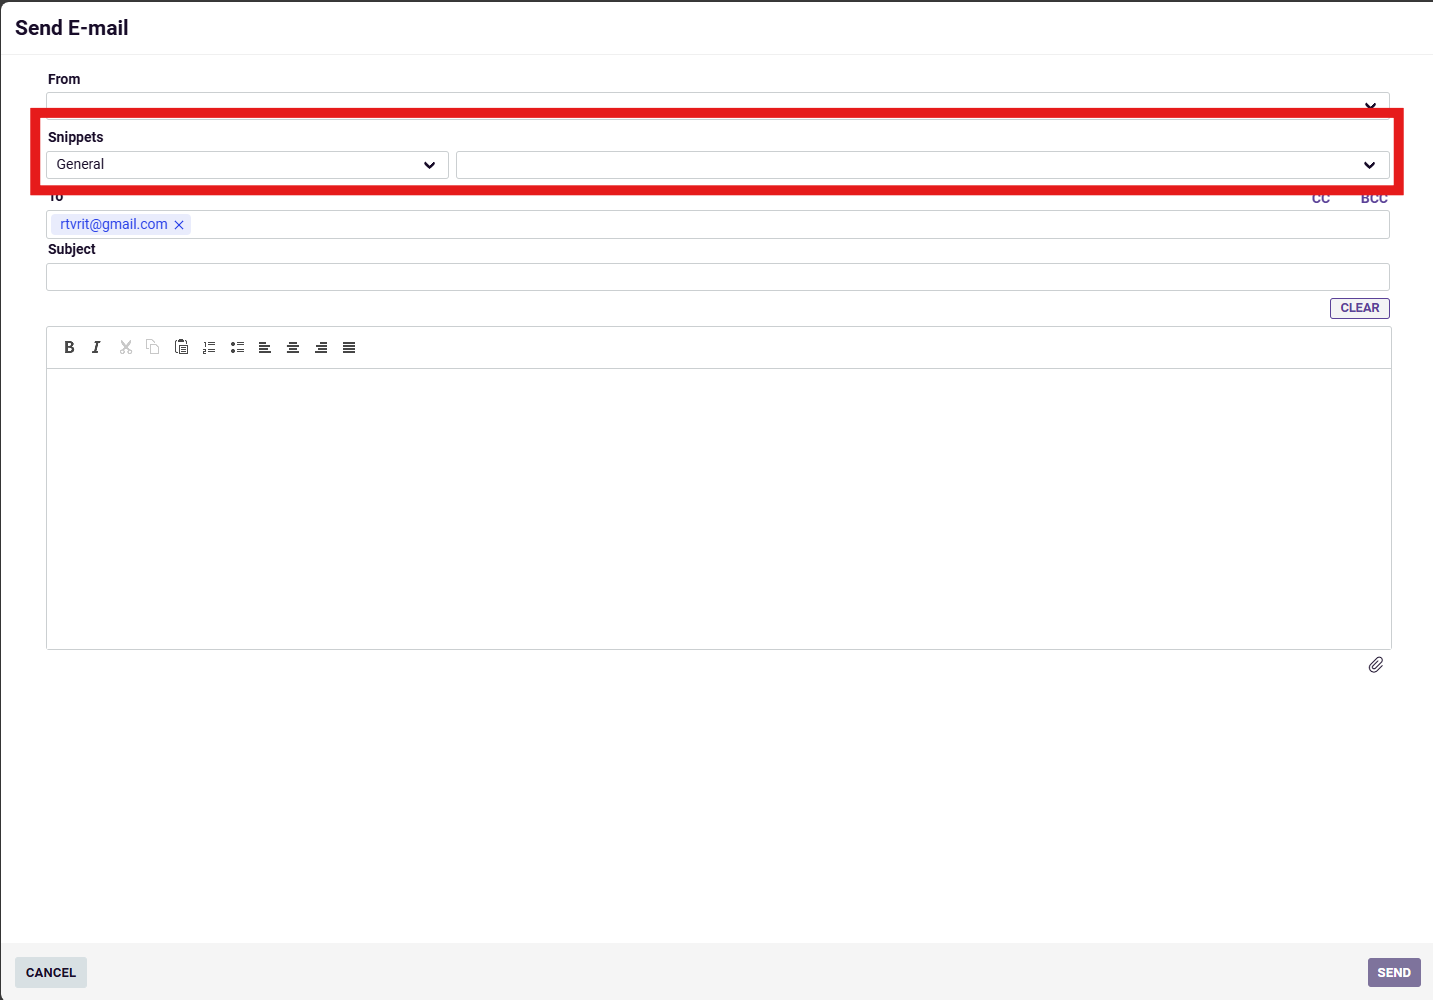 Send E-mail
From
Snippets
General
To
CC BCC
rtvrit@gmail.com
Subject
CLEAR
B I
CANCEL SEND